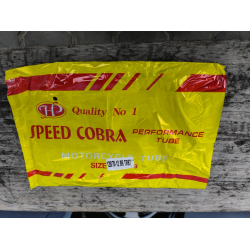 HP
Quality No 1
SPEED COBRA
PERFORMANCE
TUBE
MOTORCYCLE TUBE
SIZE